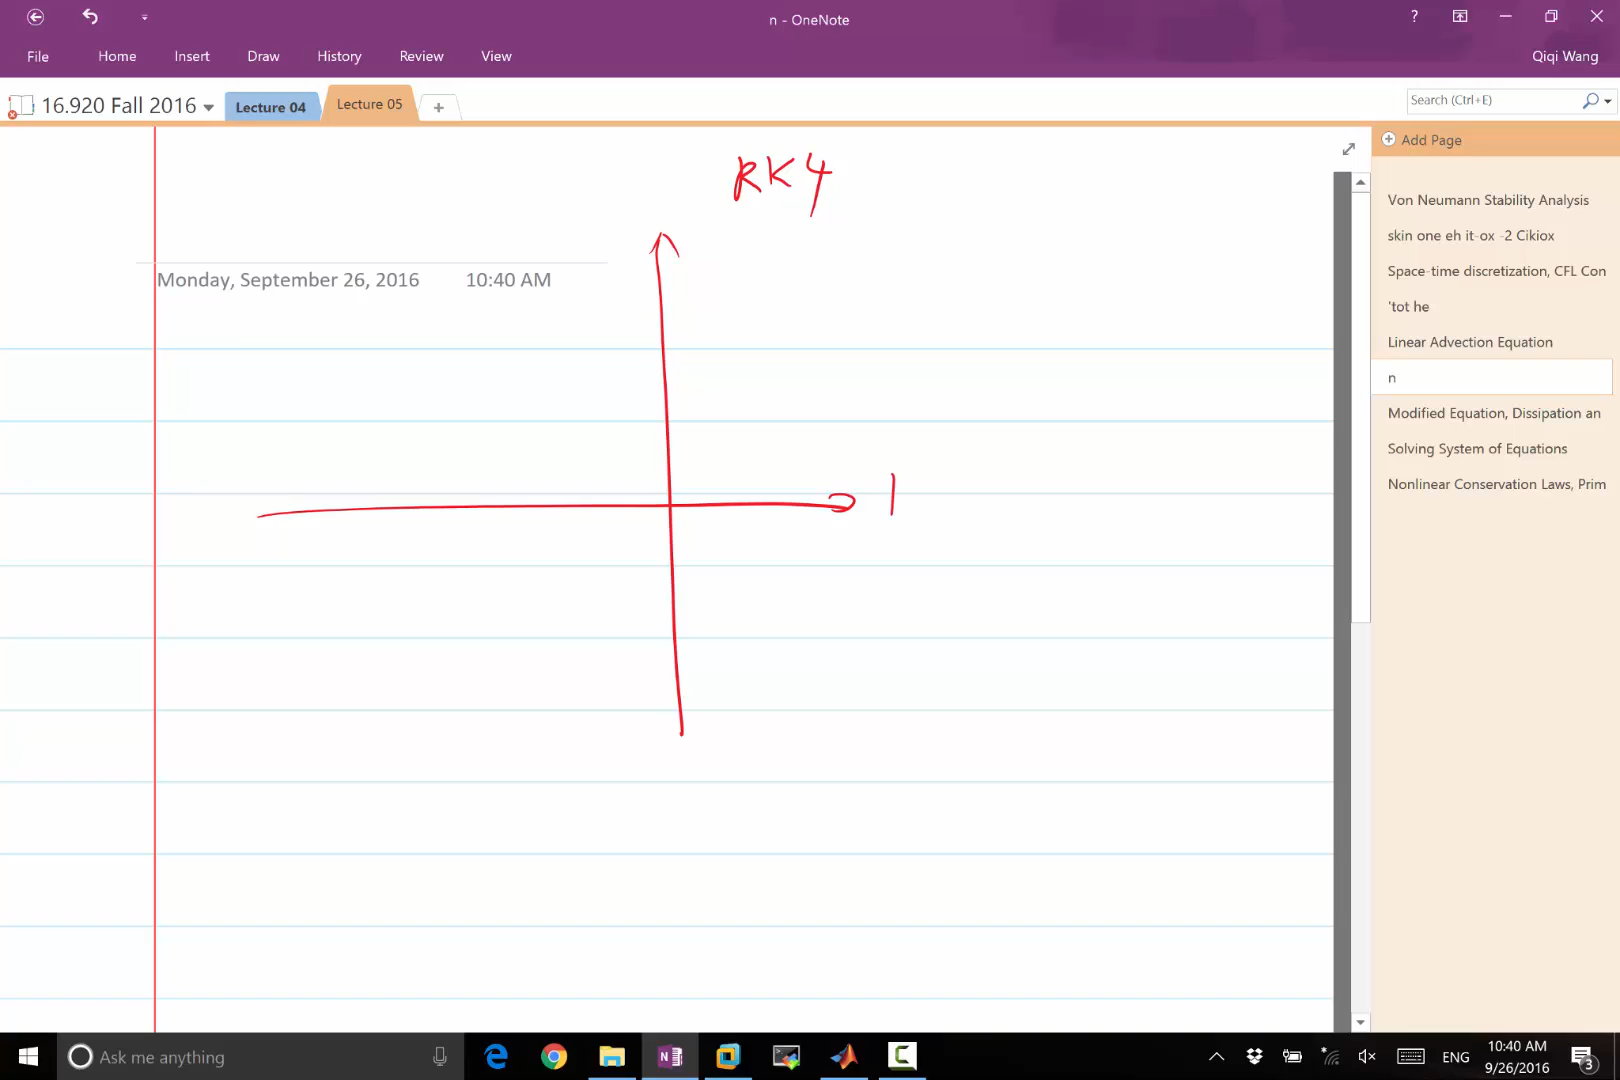 n - OneNote
?
File
Home
Insert
Draw
History
Review
View
Qiqi Wang
16.920 Fall 2016
Lecture 04
Lecture 05
+
Search (Ctrl+E)
Add Page
RK4
Monday, September 26, 2016 10:40 AM
Von Neumann Stability Analysis
skin one eh it-ox -2 Cikiox
Space-time discretization, CFL Con
'tot he
Linear Advection Equation
n
Modified Equation, Dissipation an
Solving System of Equations
Nonlinear Conservation Laws, Prim
1
Ask me anything
ENG
10:40 AM
9/26/2016
3